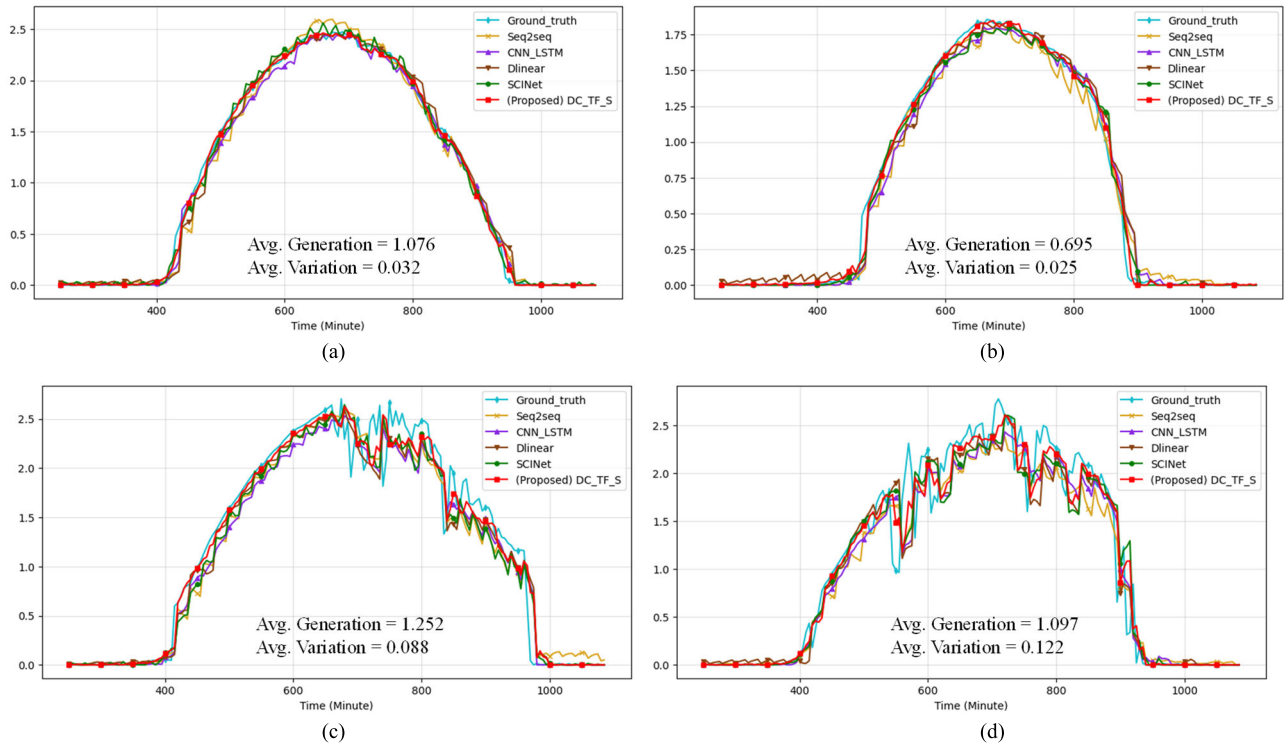 2.5
2.0
1.5
1.0
0.5
0.0
400
600
800
1000
Time (Minute)
Ground_truth
Seq2seq
CNN_LSTM
Dlinear
SCINet
(Proposed) DC_TF_S
Avg. Generation = 1.076
Avg. Variation = 0.032
(a)
1.75
1.50
1.25
1.00
0.75
0.50
0.25
0.00
400
600
800
1000
Time (Minute)
Ground_truth
Seq2seq
CNN_LSTM
Dlinear
SCINet
(Proposed) DC_TF_S
Avg. Generation = 0.695
Avg. Variation = 0.025
(b)
2.5
2.0
1.5
1.0
0.5
0.0
400
600
800
1000
Time (Minute)
Ground_truth
Seq2seq
CNN_LSTM
Dlinear
SCINet
(Proposed) DC_TF_S
Avg. Generation = 1.252
Avg. Variation = 0.088
(c)
2.5
2.0
1.5
1.0
0.5
0.0
400
600
800
1000
Time (Minute)
Ground_truth
Seq2seq
CNN_LSTM
Dlinear
SCINet
(Proposed) DC_TF_S
Avg. Generation = 1.097
Avg. Variation = 0.122
(d)